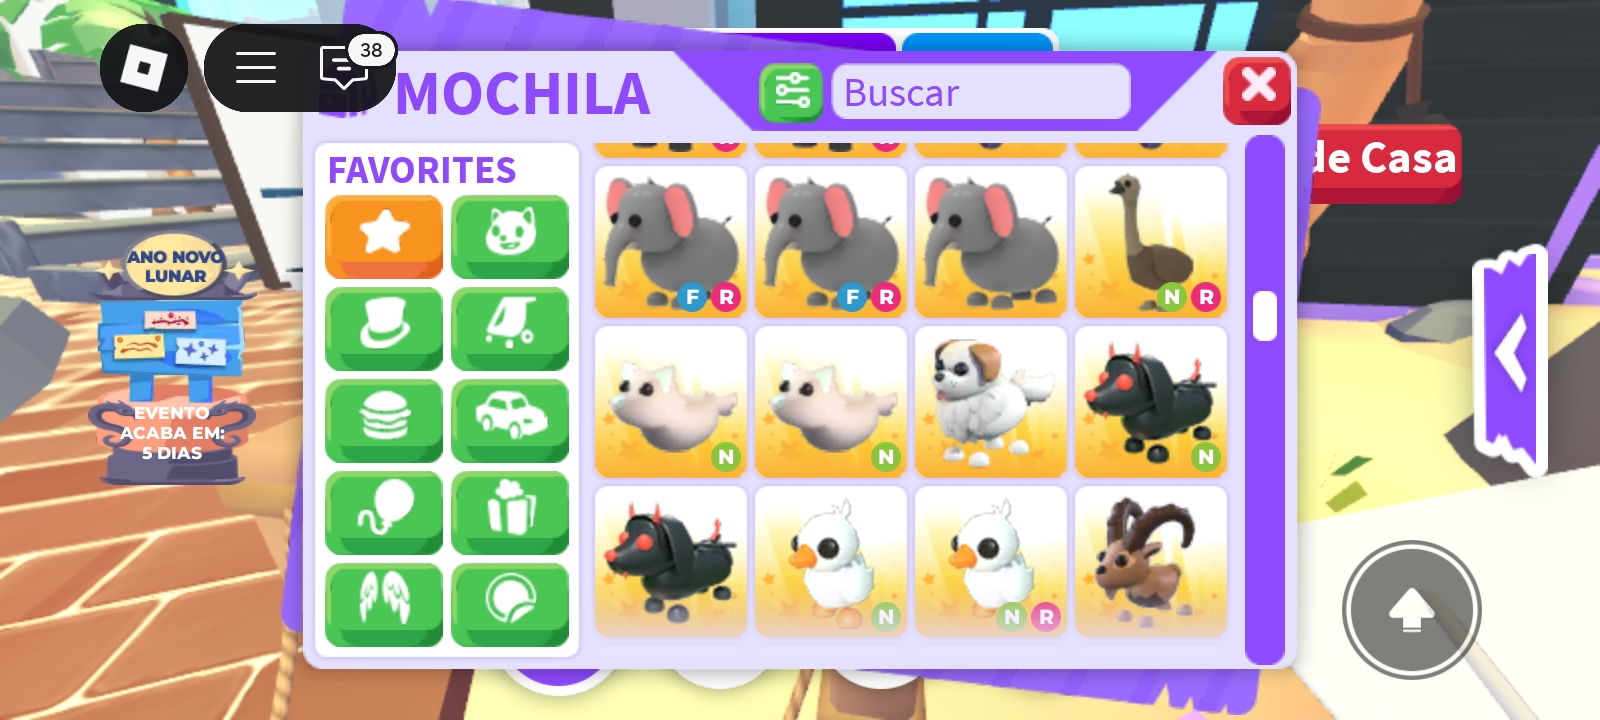 38
MOCHILA
Buscar
FAVORITES
de Casa
ANO NOVO
LUNAR
EVENTO
ACABA EM:
5 DIAS
F R
F R
N R
N
N
N
N
N R